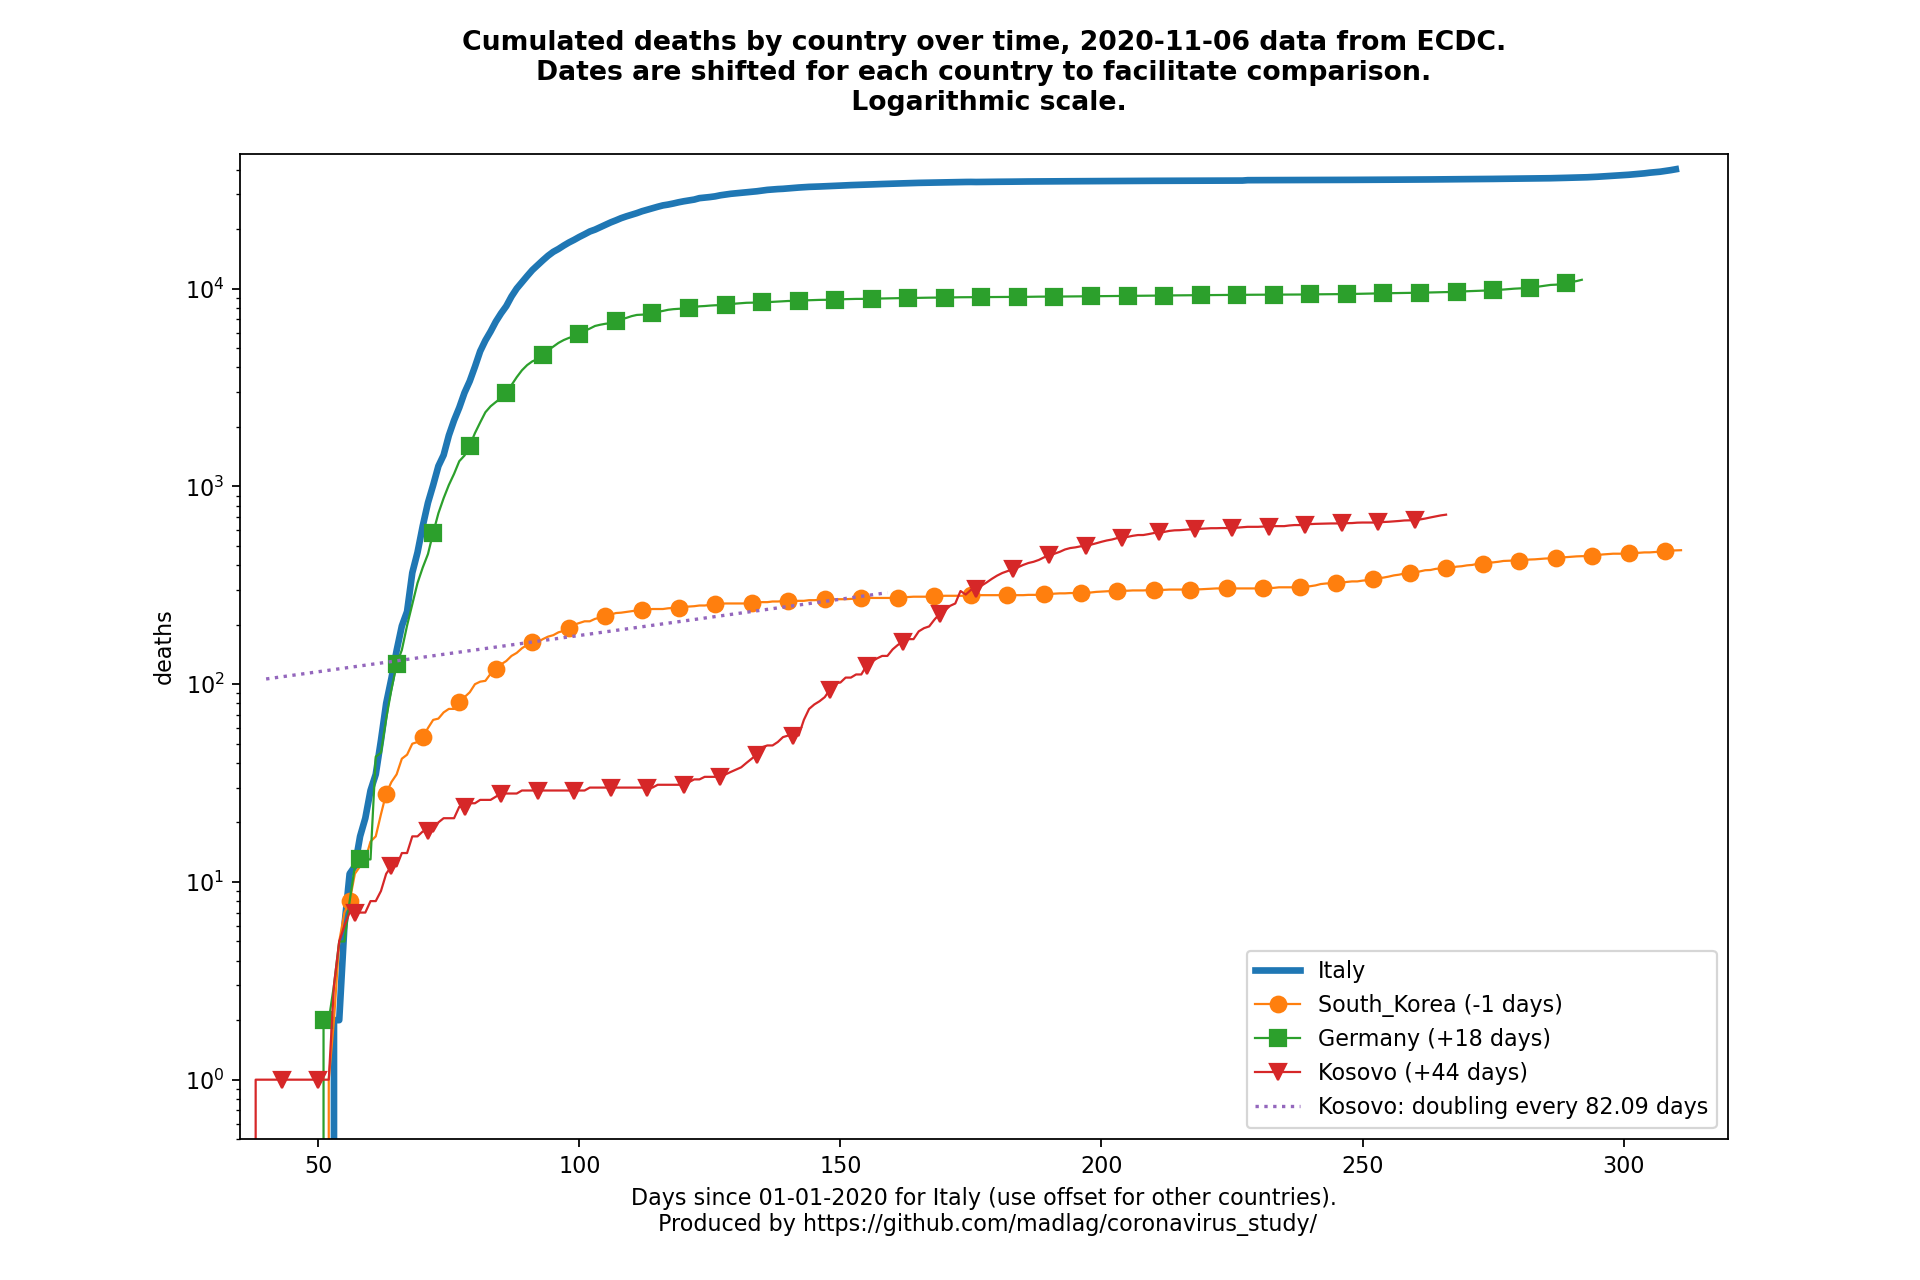 Cumulated deaths by country over time, 2020-11-06 data from ECDC.
Dates are shifted for each country to facilitate comparison.
Logarithmic scale.
deaths
10^4
10^3
10^2
10^1
10^0
50 100 150 200 250 300
Italy
South_Korea (-1 days)
Germany (+18 days)
Kosovo (+44 days)
Kosovo: doubling every 82.09 days
Days since 01-01-2020 for Italy (use offset for other countries).
Produced by https://github.com/madlag/coronavirus_study/